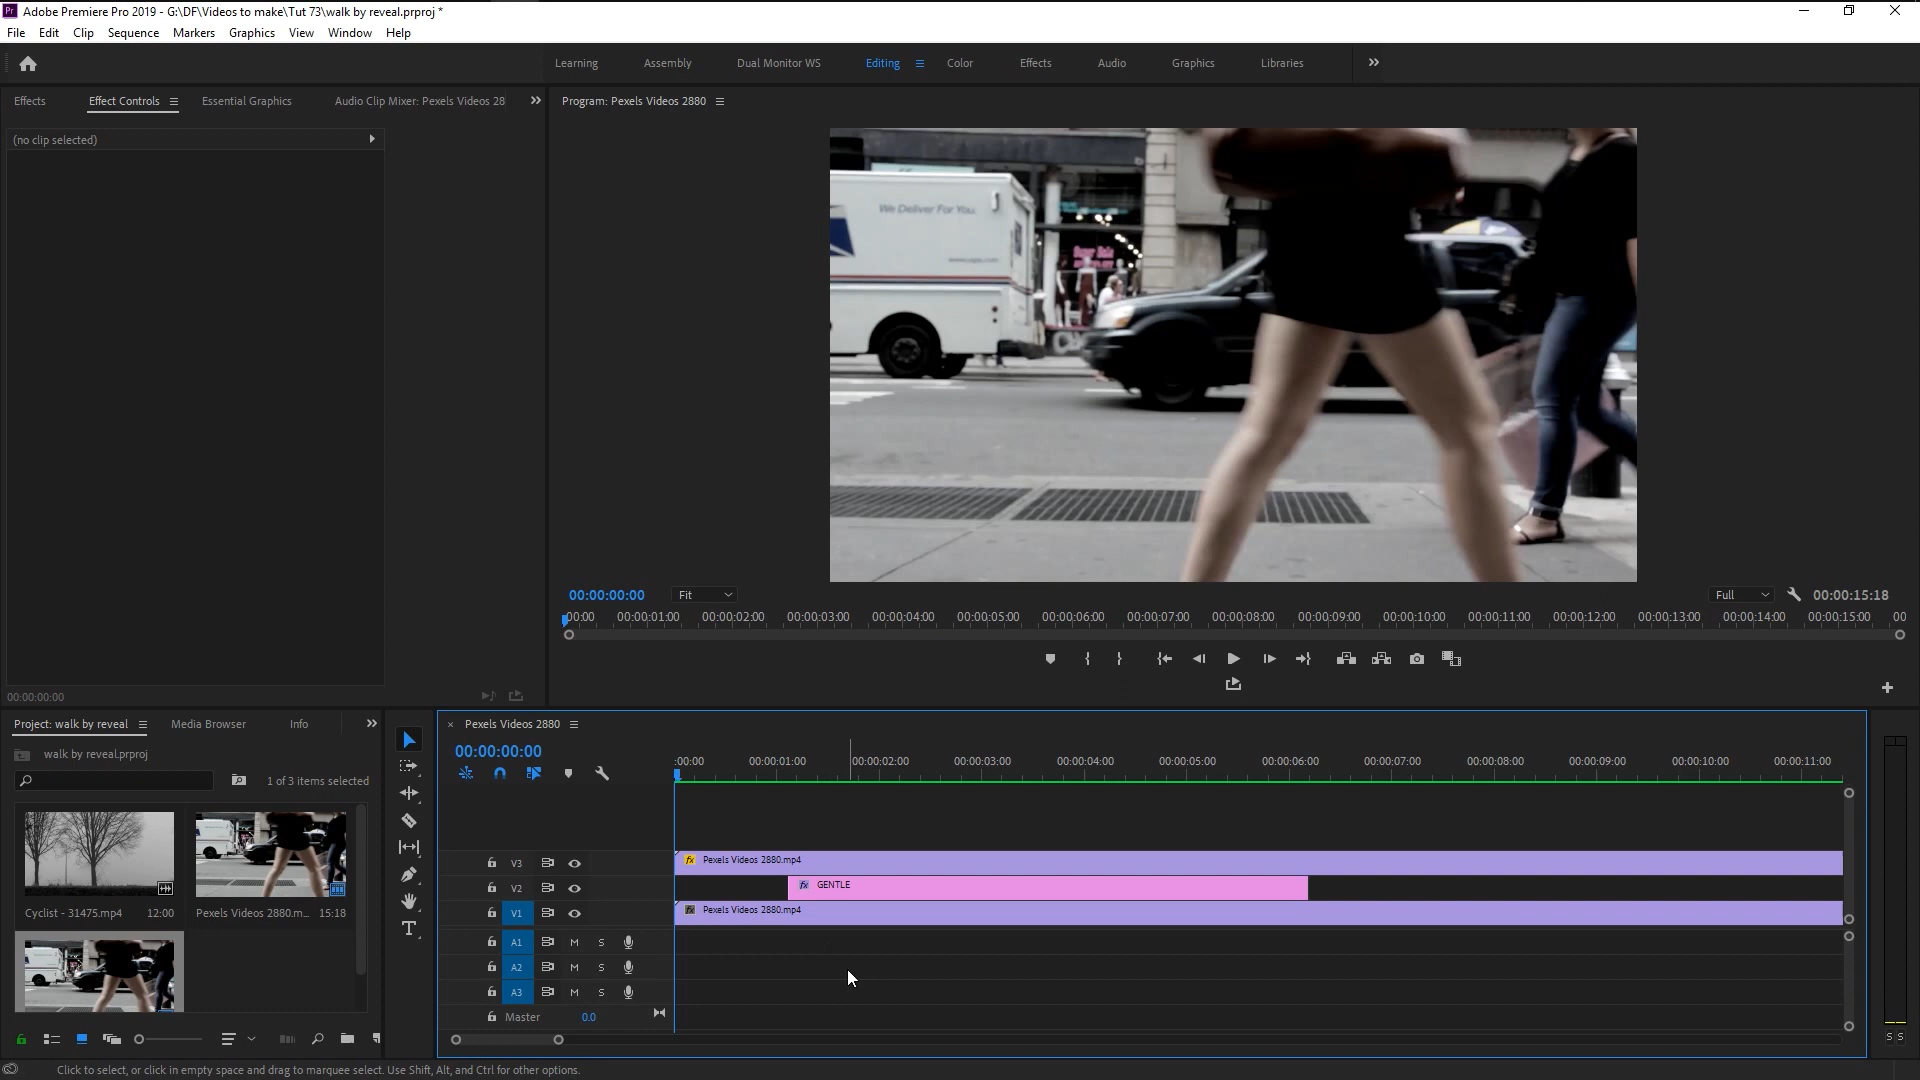 Pr Adobe Premiere Pro 2019 - G:\DF\Videos to make\Tut 73\walk by reveal.prproj *
File Edit Clip Sequence Markers Graphics View Window Help
Learning Assembly Dual Monitor WS Editing Color Effects Audio Graphics Libraries
Effects Effect Controls Essential Graphics Audio Clip Mixer: Pexels Videos 28
Program: Pexels Videos 2880
(no clip selected)
We Deliver For You.
00:00:00:00 Fit Full 00:00:15:18
00:00 00:00:01:00 00:00:02:00 00:00:03:00 00:00:04:00 00:00:05:00 00:00:06:00 00:00:07:00 00:00:08:00 00:00:09:00 00:00:10:00 00:00:11:00 00:00:12:00 00:00:13:00 00:00:14:00 00:00:15:00 00
00:00:00:00
Project: walk by reveal Media Browser Info
walk by reveal.prproj
1 of 3 items selected
Cyclist - 31475.mp4 12:00
Pexels Videos 2880.m... 15:18
Pexels Videos 2880
00:00:00:00
:00:00 00:00:01:00 00:00:02:00 00:00:03:00 00:00:04:00 00:00:05:00 00:00:06:00 00:00:07:00 00:00:08:00 00:00:09:00 00:00:10:00 00:00:11:00
V3 fx Pexels Videos 2880.mp4
V2 fx GENTLE
V1 fx Pexels Videos 2880.mp4
A1 M S
A2 M S
A3 M S
Master 0.0
S S
Click to select, or click in empty space and drag to marquee select. Use Shift, Alt, and Ctrl for other options.